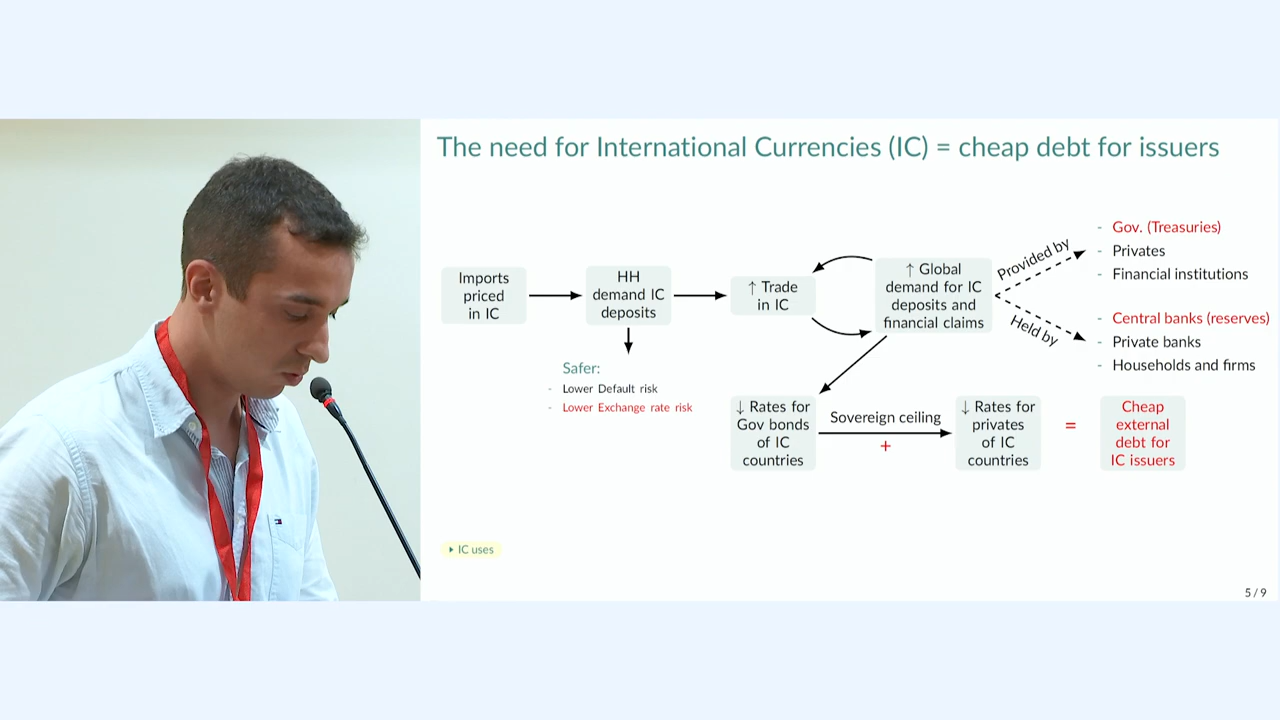 The need for International Currencies (IC) = cheap debt for issuers
Imports
priced
in IC
HH
demand IC
deposits
Safer:
- Lower Default risk
- Lower Exchange rate risk
↑ Trade
in IC
↑ Global
demand for IC
deposits and
financial claims
Provided by
- Gov. (Treasuries)
- Privates
- Financial institutions
Held by
- Central banks (reserves)
- Private banks
- Households and firms
↓ Rates for
Gov bonds
of IC
countries
Sovereign ceiling
+
↓ Rates for
privates
of IC
countries
=
Cheap
external
debt for
IC issuers
IC uses
5 / 9